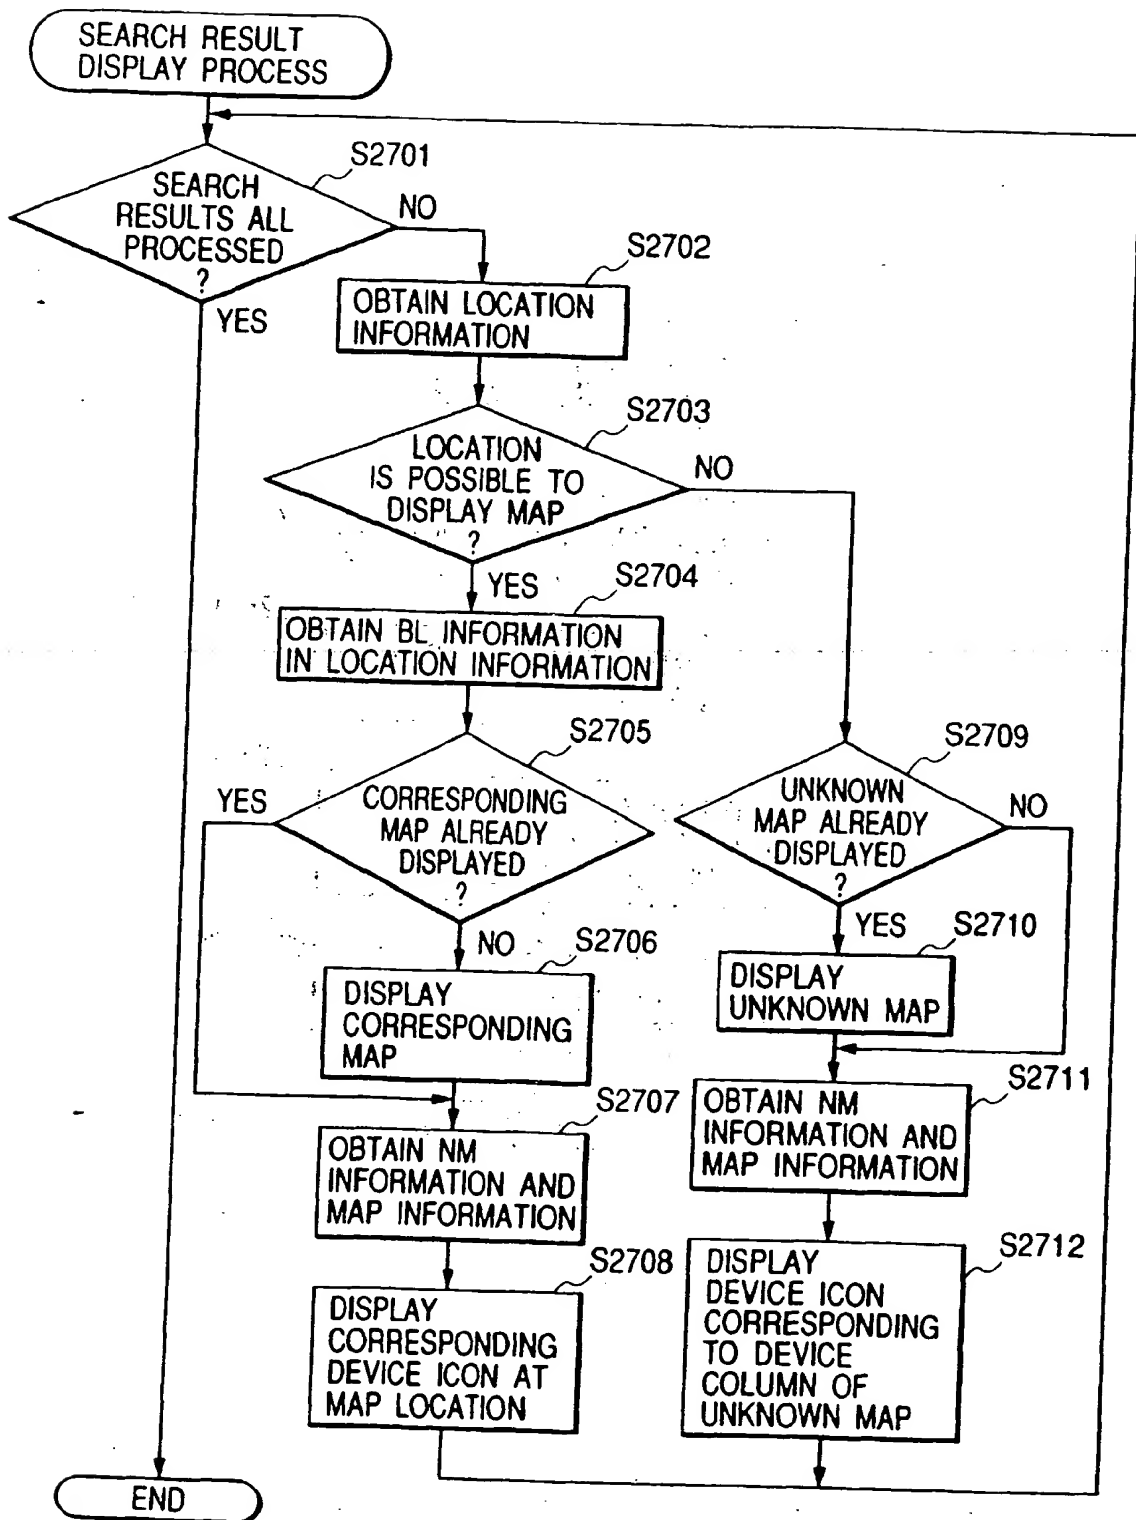 SEARCH RESULT
DISPLAY PROCESS
S2701
SEARCH
RESULTS ALL
PROCESSED
?
NO
YES
S2702
OBTAIN LOCATION
INFORMATION
S2703
LOCATION
IS POSSIBLE TO
DISPLAY MAP
?
NO
YES
S2704
OBTAIN BL INFORMATION
IN LOCATION INFORMATION
S2705
CORRESPONDING
MAP ALREADY
DISPLAYED
?
YES
NO
S2706
DISPLAY
CORRESPONDING
MAP
S2707
OBTAIN NM
INFORMATION AND
MAP INFORMATION
S2708
DISPLAY
CORRESPONDING
DEVICE ICON AT
MAP LOCATION
S2709
UNKNOWN
MAP ALREADY
DISPLAYED
?
NO
YES
S2710
DISPLAY
UNKNOWN MAP
S2711
OBTAIN NM
INFORMATION AND
MAP INFORMATION
S2712
DISPLAY
DEVICE ICON
CORRESPONDING
TO DEVICE
COLUMN OF
UNKNOWN MAP
END